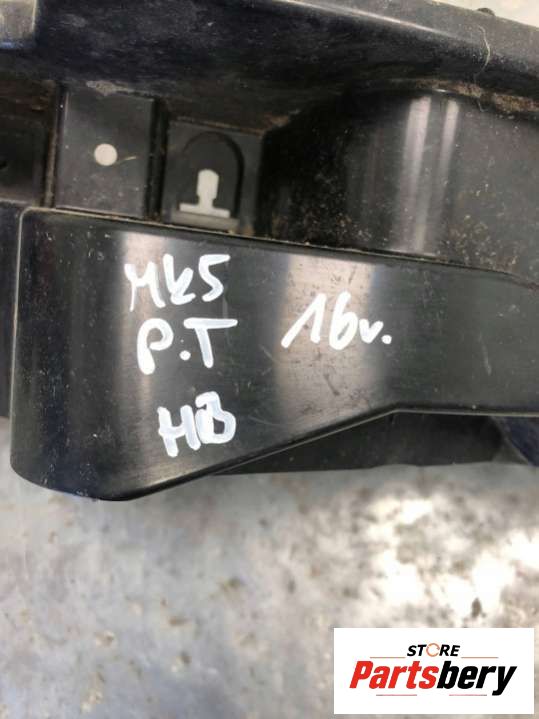 Mk5
P.T
16v.
HB
STORE
Partsbery